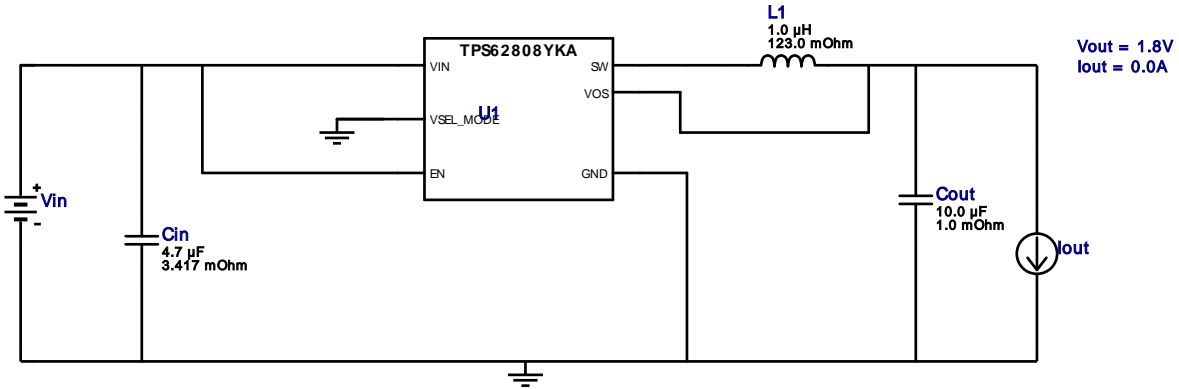 L1
1.0 µH
123.0 mOhm
Vout = 1.8V
Iout = 0.0A
TPS62808YKA
VIN
SW
VOS
VSEL_MODE
U1
EN
GND
+
Vin
-
Cin
4.7 µF
3.417 mOhm
Cout
10.0 µF
1.0 mOhm
Iout